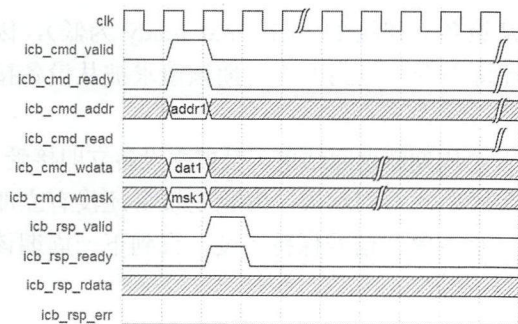 clk
icb_cmd_valid
icb_cmd_ready
icb_cmd_addr addr1
icb_cmd_read
icb_cmd_wdata dat1
icb_cmd_wmask msk1
icb_rsp_valid
icb_rsp_ready
icb_rsp_rdata
icb_rsp_err